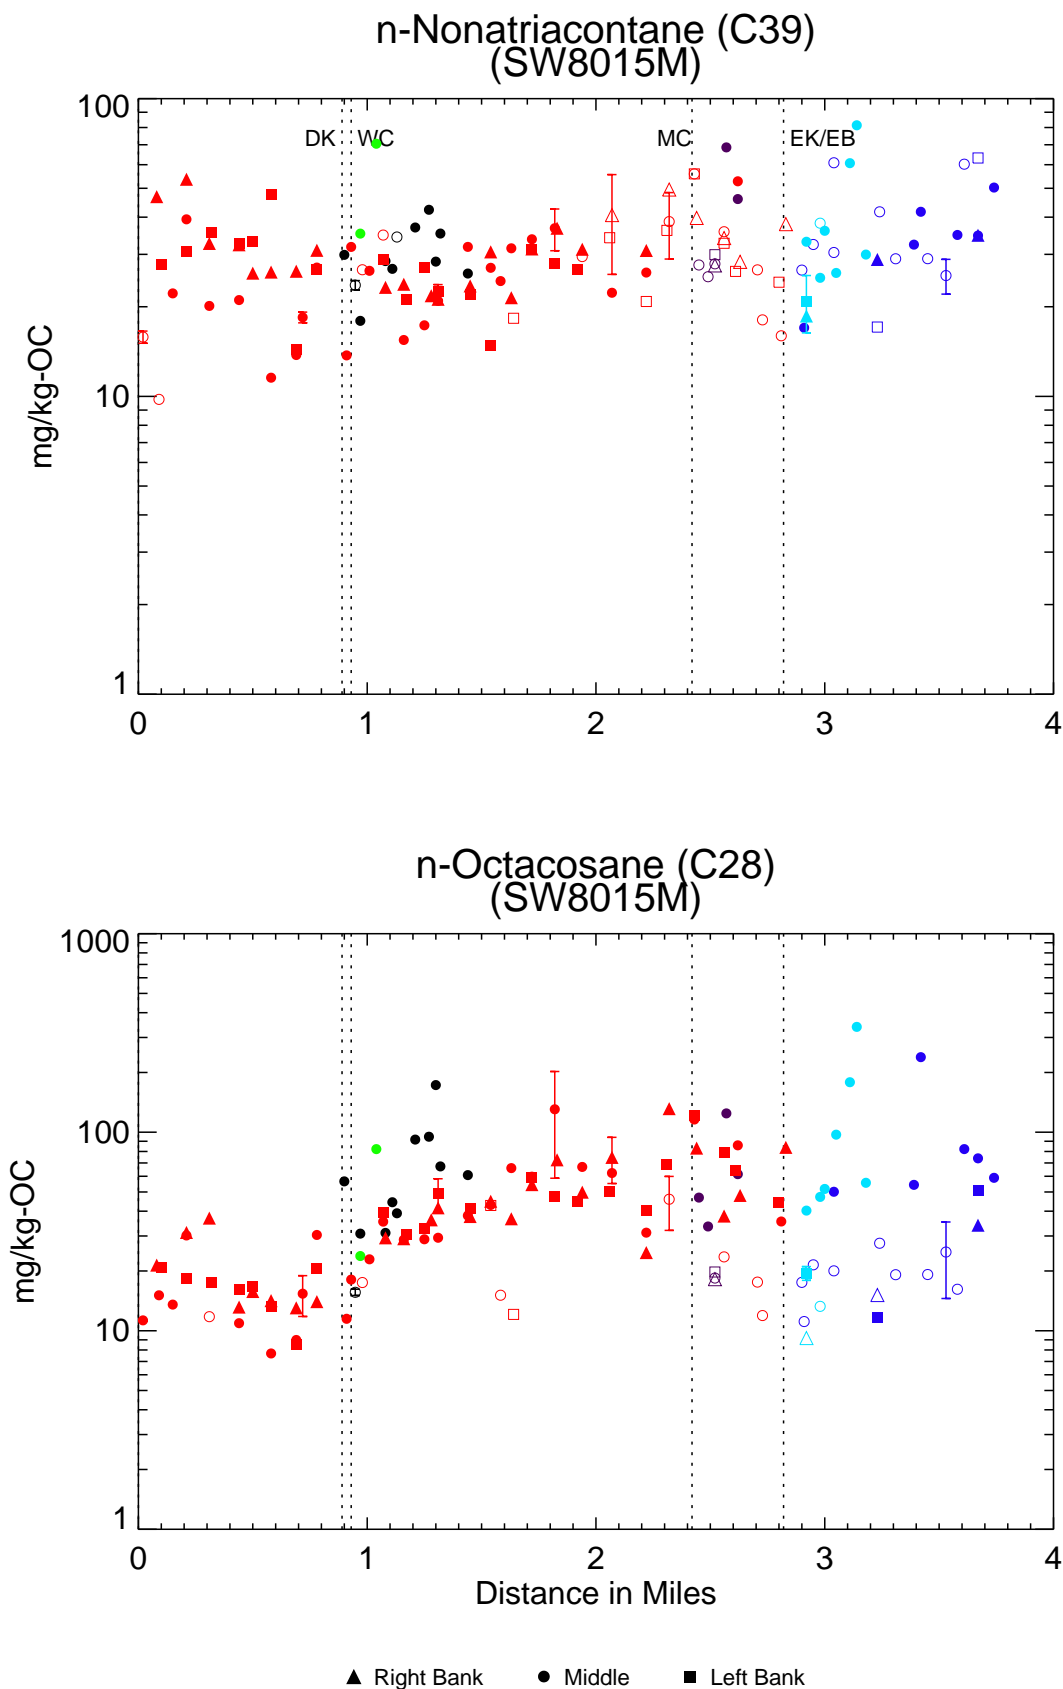 n-Nonatriacontane (C39)
(SW8015M)
100
DK WC MC EK/EB
10
mg/kg-OC
1
0 1 2 3 4
n-Octacosane (C28)
(SW8015M)
1000
100
mg/kg-OC
10
1
0 1 2 3 4
Distance in Miles
Right Bank Middle Left Bank